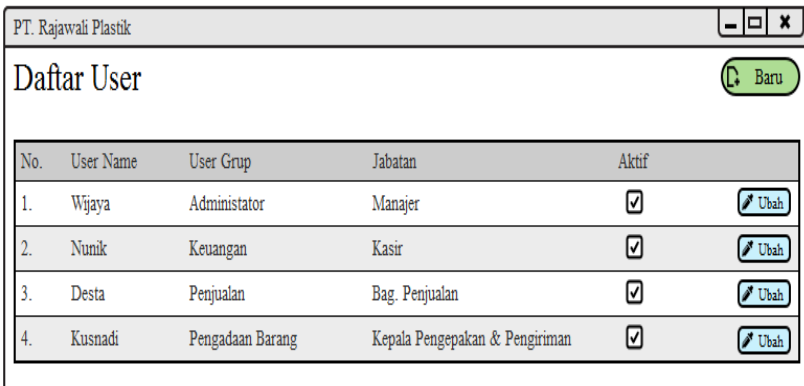 PT. Rajawali Plastik
Daftar User
Baru
No. User Name User Grup Jabatan Aktif
1. Wijaya Administator Manajer Ubah
2. Nunik Keuangan Kasir Ubah
3. Desta Penjualan Bag. Penjualan Ubah
4. Kusnadi Pengadaan Barang Kepala Pengepakan & Pengiriman Ubah